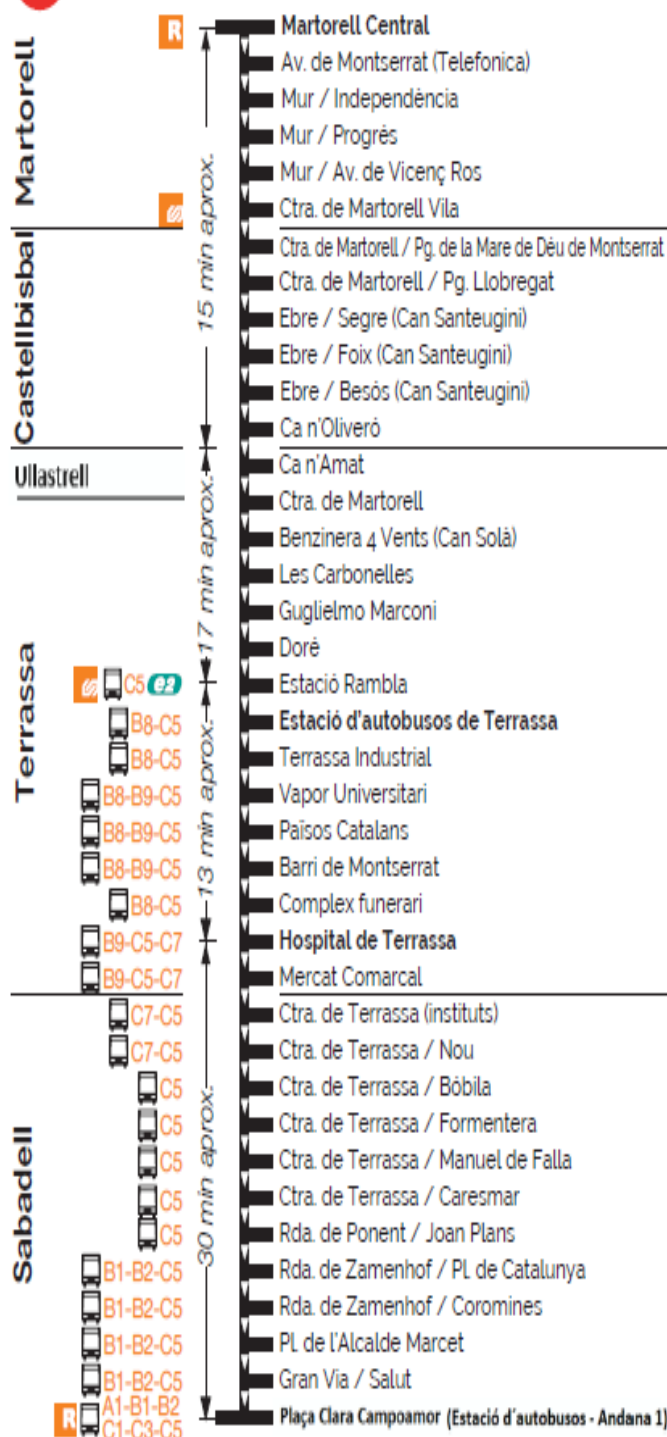 R
Martorell Central
Av. de Montserrat (Telefonica)
Mur / Independència
Mur / Progrés
Mur / Av. de Vicenç Ros
Ctra. de Martorell Vila
Martorell
15 min aprox.
Castellbisbal
Ctra. de Martorell / Pg. de la Mare de Déu de Montserrat
Ctra. de Martorell / Pg. Llobregat
Ebre / Segre (Can Santeugini)
Ebre / Foix (Can Santeugini)
Ebre / Besós (Can Santeugini)
Ca n'Oliveró
Ullastrell
Ca n'Amat
Ctra. de Martorell
Benzinera 4 Vents (Can Solà)
Les Carbonelles
Guglielmo Marconi
Doré
17 min aprox.
Terrassa
C5 e2 Estació Rambla
B8-C5 Estació d'autobusos de Terrassa
B8-C5 Terrassa Industrial
B8-B9-C5 Vapor Universitari
B8-B9-C5 Països Catalans
B8-B9-C5 Barri de Montserrat
B8-C5 Complex funerari
13 min aprox.
B9-C5-C7 Hospital de Terrassa
B9-C5-C7 Mercat Comarcal
Sabadell
C7-C5 Ctra. de Terrassa (instituts)
C7-C5 Ctra. de Terrassa / Nou
C5 Ctra. de Terrassa / Bòbila
C5 Ctra. de Terrassa / Formentera
C5 Ctra. de Terrassa / Manuel de Falla
C5 Ctra. de Terrassa / Caresmar
C5 Rda. de Ponent / Joan Plans
30 min aprox.
B1-B2-C5 Rda. de Zamenhof / Pl. de Catalunya
B1-B2-C5 Rda. de Zamenhof / Coromines
B1-B2-C5 Pl. de l'Alcalde Marcet
B1-B2-C5 Gran Via / Salut
R A1-B1-B2
C1-C3-C5
Plaça Clara Campoamor (Estació d´autobusos - Andana 1)